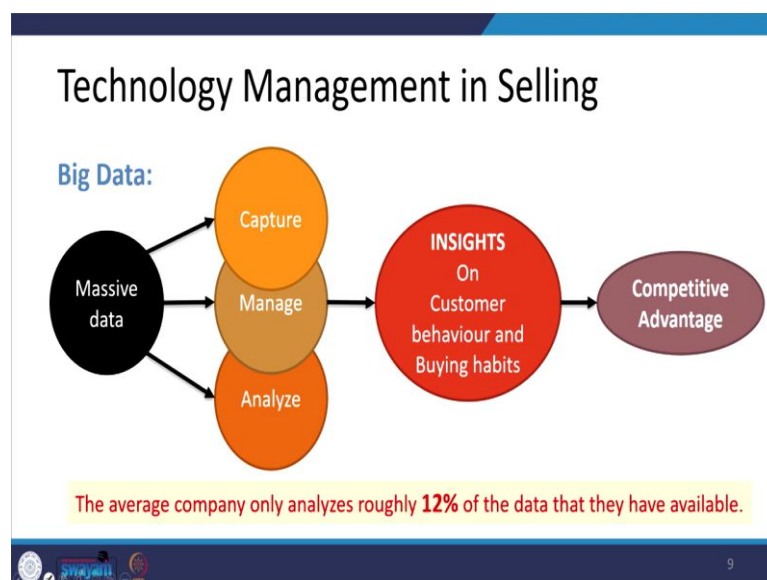 Technology Management in Selling
Big Data:
Massive
data
Capture
Manage
Analyze
INSIGHTS
On
Customer
behaviour and
Buying habits
Competitive
Advantage
The average company only analyzes roughly 12% of the data that they have available.
swayam
9